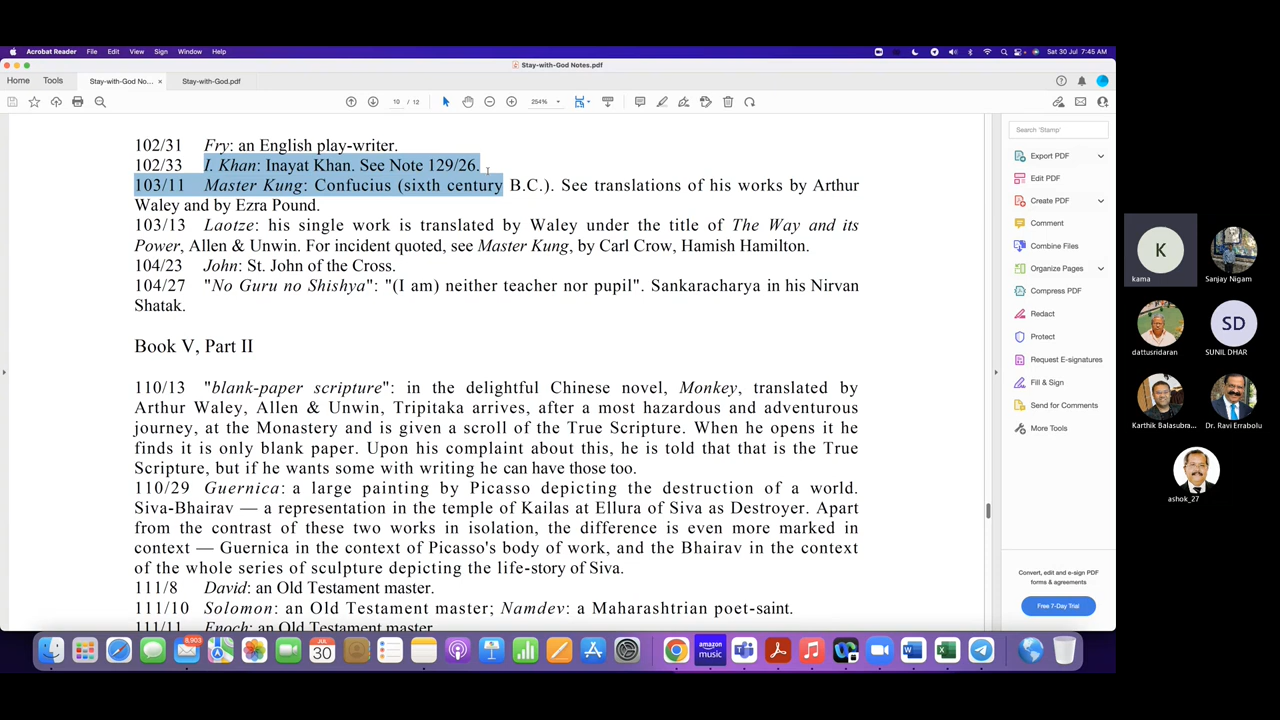 Acrobat Reader File Edit View Sign Window Help
Sat 30 Jul 7:45 AM
Stay-with-God Notes.pdf
Home Tools Stay-with-God No... × Stay-with-God.pdf
10 / 12 254%
102/31 Fry: an English play-writer.
102/33 I. Khan: Inayat Khan. See Note 129/26.
103/11 Master Kung: Confucius (sixth century B.C.). See translations of his works by Arthur
Waley and by Ezra Pound.
103/13 Laotze: his single work is translated by Waley under the title of The Way and its
Power, Allen & Unwin. For incident quoted, see Master Kung, by Carl Crow, Hamish Hamilton.
104/23 John: St. John of the Cross.
104/27 "No Guru no Shishya": "(I am) neither teacher nor pupil". Sankaracharya in his Nirvan
Shatak.
Book V, Part II
110/13 "blank-paper scripture": in the delightful Chinese novel, Monkey, translated by
Arthur Waley, Allen & Unwin, Tripitaka arrives, after a most hazardous and adventurous
journey, at the Monastery and is given a scroll of the True Scripture. When he opens it he
finds it is only blank paper. Upon his complaint about this, he is told that that is the True
Scripture, but if he wants some with writing he can have those too.
110/29 Guernica: a large painting by Picasso depicting the destruction of a world.
Siva-Bhairav — a representation in the temple of Kailas at Ellura of Siva as Destroyer. Apart
from the contrast of these two works in isolation, the difference is even more marked in
context — Guernica in the context of Picasso's body of work, and the Bhairav in the context
of the whole series of sculpture depicting the life-story of Siva.
111/8 David: an Old Testament master.
111/10 Solomon: an Old Testament master; Namdev: a Maharashtrian poet-saint.
111/11 Enoch: an Old Testament master.
Search 'Stamp'
Export PDF
Edit PDF
Create PDF
Comment
Combine Files
Organize Pages
Compress PDF
Redact
Protect
Request E-signatures
Fill & Sign
Send for Comments
More Tools
Convert, edit and e-sign PDF
forms & agreements
Free 7-Day Trial
K
kama
Sanjay Nigam
dattusridaran
SD
SUNIL DHAR
Karthik Balasubra...
Dr. Ravi Errabolu
ashok_27
8,903
JUL
30
amazon
music